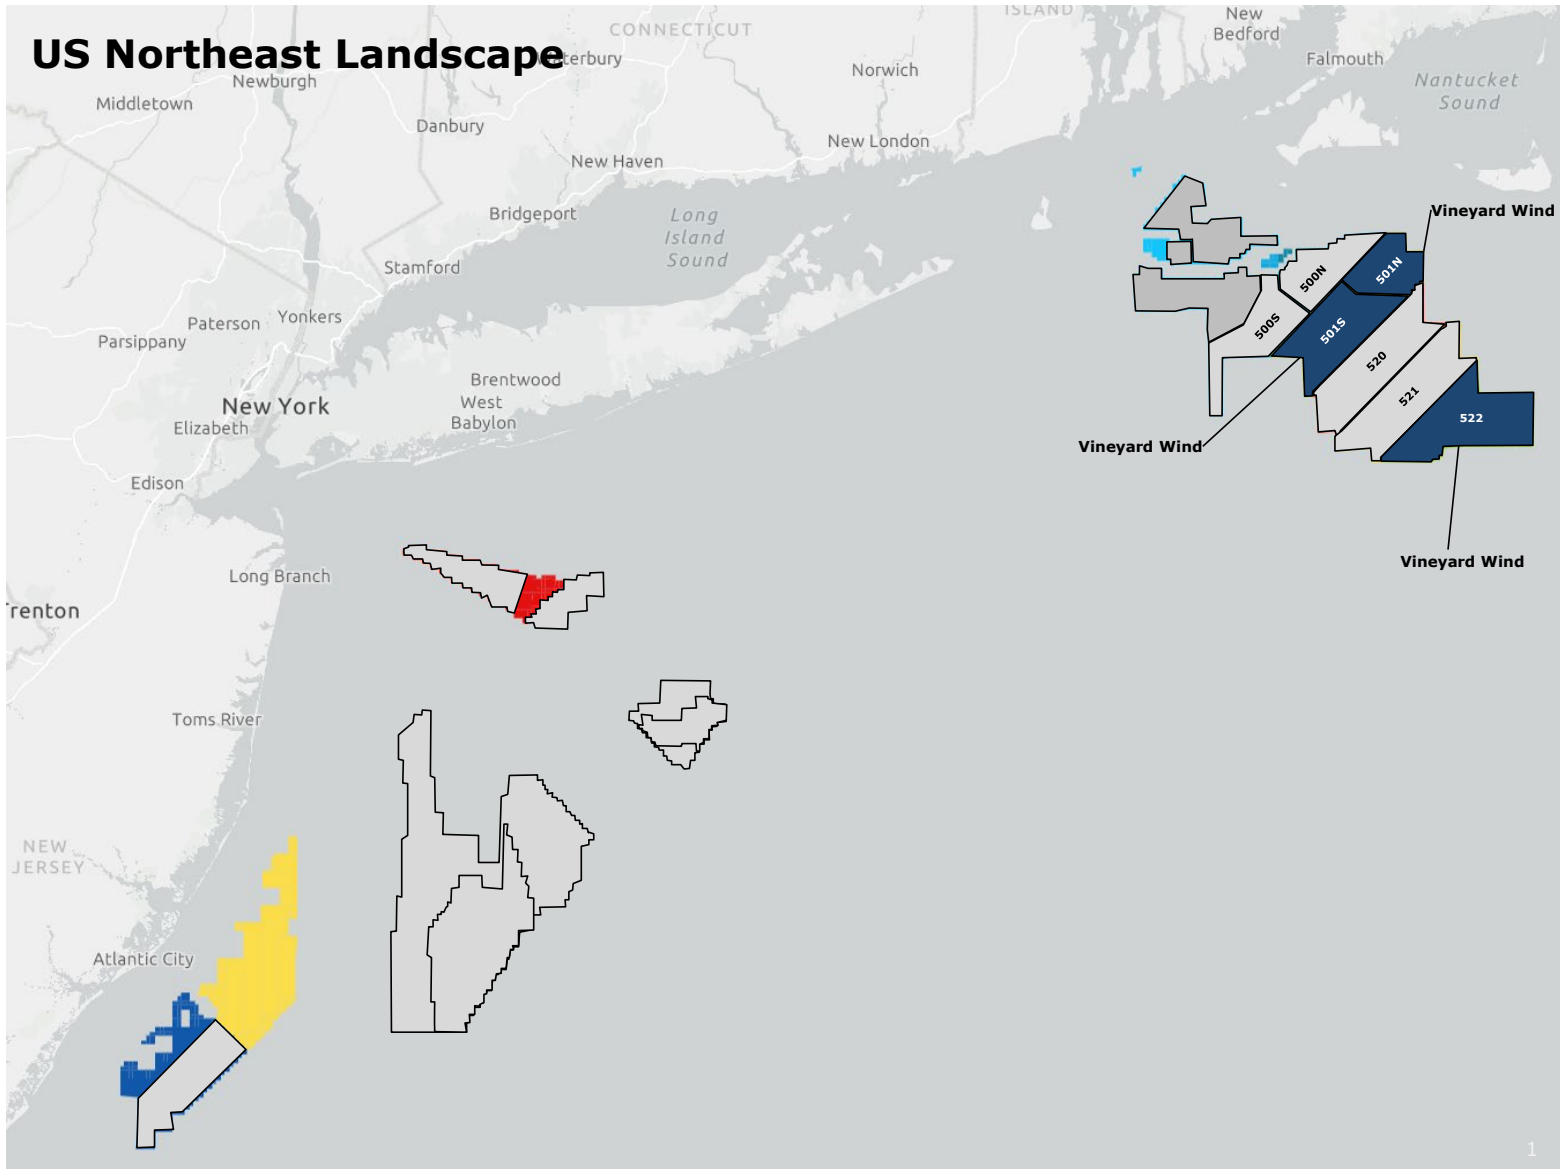 US Northeast Landscape
CONNECTICUT
ISLAND
New
Bedford
Falmouth
Nantucket
Sound
Newburgh
Middletown
Danbury
Norwich
New London
New Haven
Bridgeport
Long
Island
Sound
Stamford
Vineyard Wind
Paterson
Yonkers
Parsippany
500N
501N
500S
501S
520
521
522
Brentwood
West
Babylon
New York
Elizabeth
Vineyard Wind
Edison
Vineyard Wind
Long Branch
Trenton
Toms River
NEW
JERSEY
Atlantic City
1